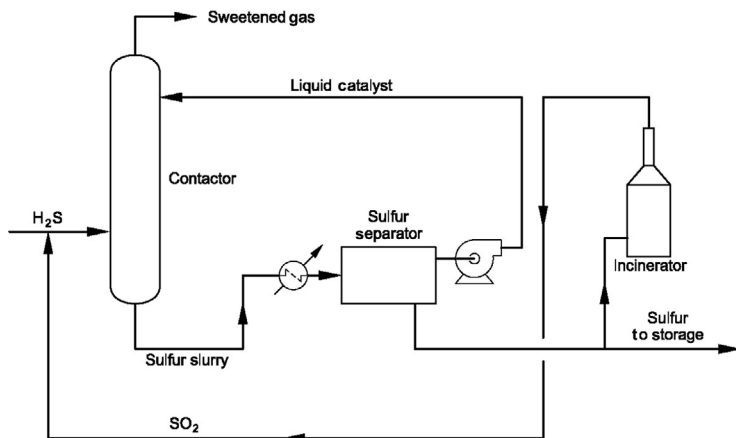 Sweetened gas
Liquid catalyst
Contactor
H₂S
Sulfur
separator
Incinerator
Sulfur
to storage
Sulfur slurry
SO₂